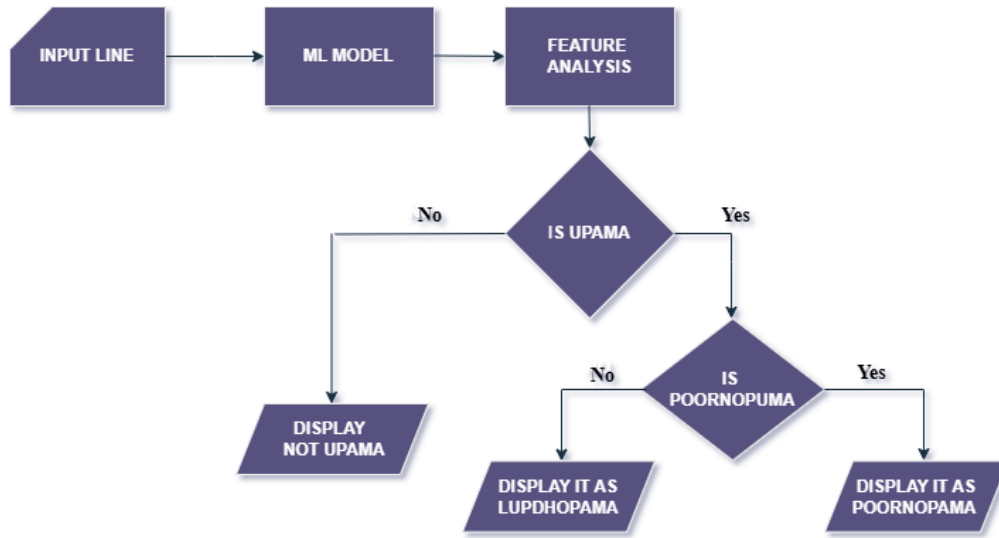 INPUT LINE
ML MODEL
FEATURE
ANALYSIS
No
IS UPAMA
Yes
DISPLAY
NOT UPAMA
No
IS
POORNOPUMA
Yes
DISPLAY IT AS
LUPDHOPAMA
DISPLAY IT AS
POORNOPAMA